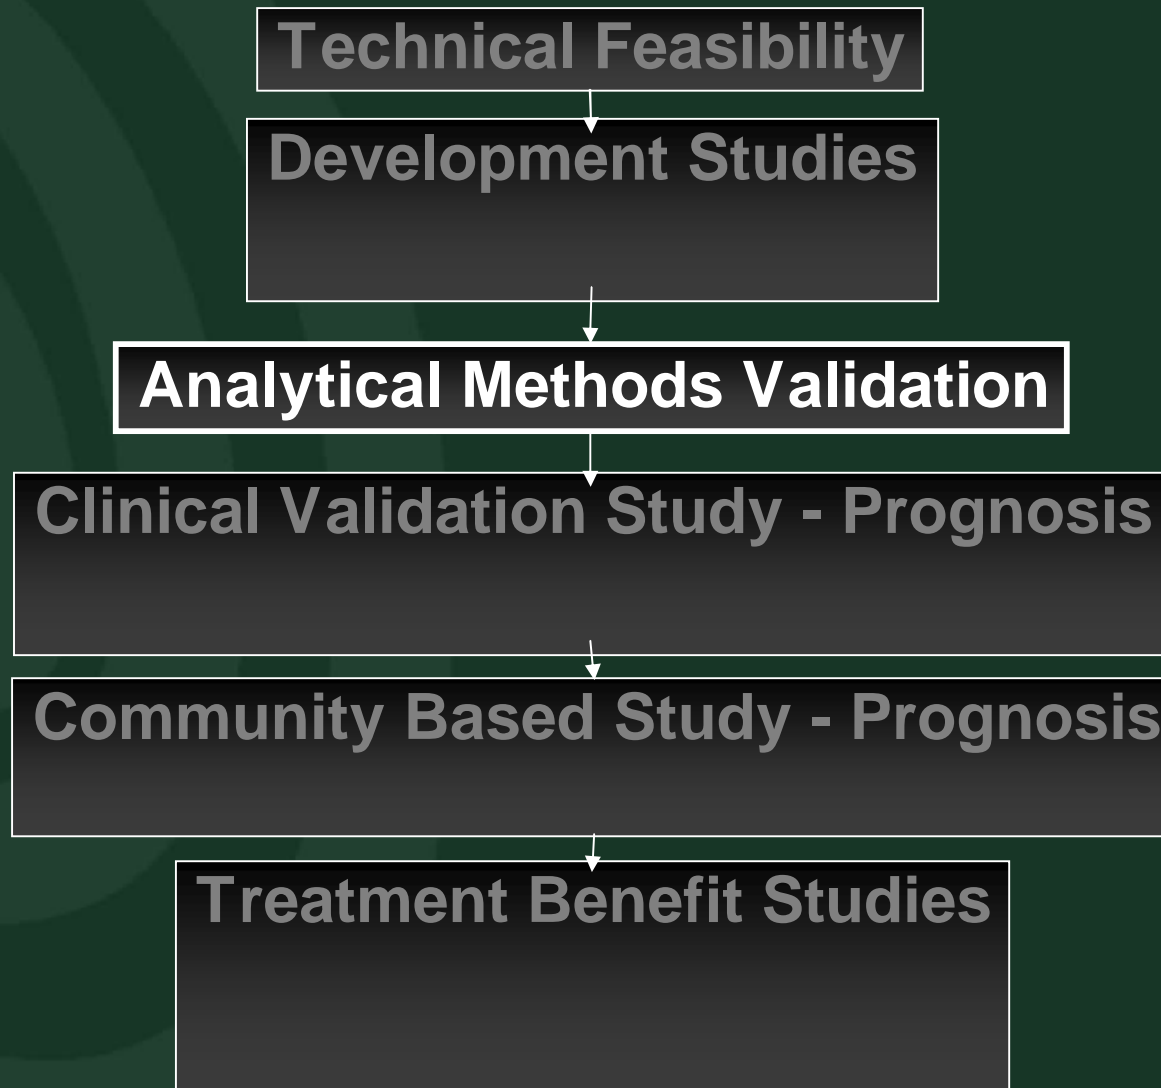 Technical Feasibility
Development Studies
Analytical Methods Validation
Clinical Validation Study - Prognosis
Community Based Study - Prognosis
Treatment Benefit Studies